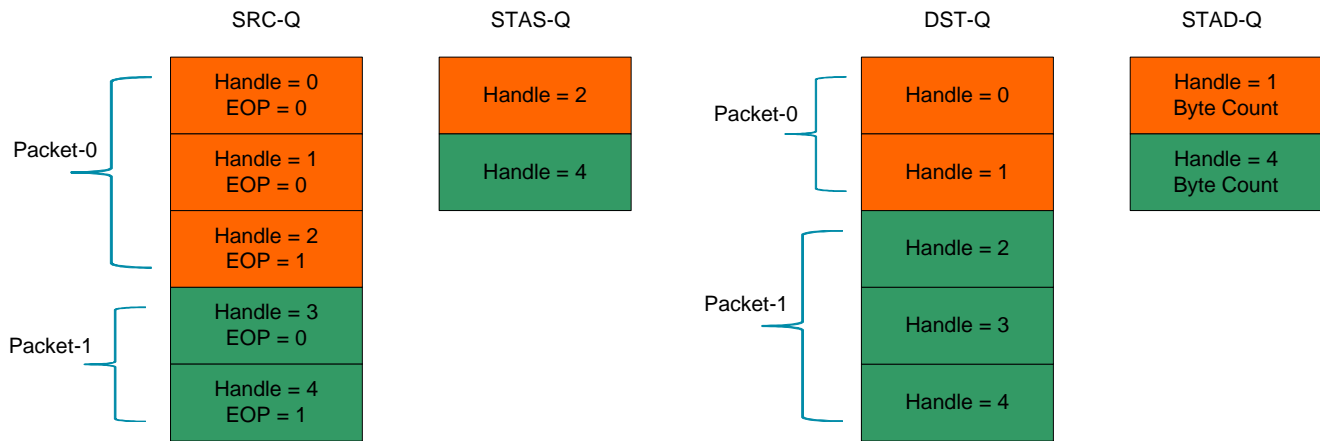 SRC-Q
STAS-Q
DST-Q
STAD-Q
Packet-0
Handle = 0
EOP = 0
Handle = 1
EOP = 0
Handle = 2
EOP = 1
Packet-1
Handle = 3
EOP = 0
Handle = 4
EOP = 1
Handle = 2
Handle = 4
Packet-0
Handle = 0
Handle = 1
Packet-1
Handle = 2
Handle = 3
Handle = 4
Handle = 1
Byte Count
Handle = 4
Byte Count